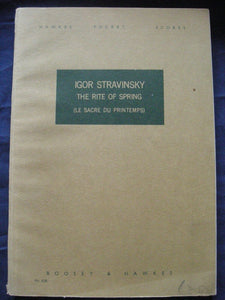 HAWKES POCKET SCORES
IGOR STRAVINSKY
THE RITE OF SPRING
(LE SACRE DU PRINTEMPS)
BOOSEY & HAWKES